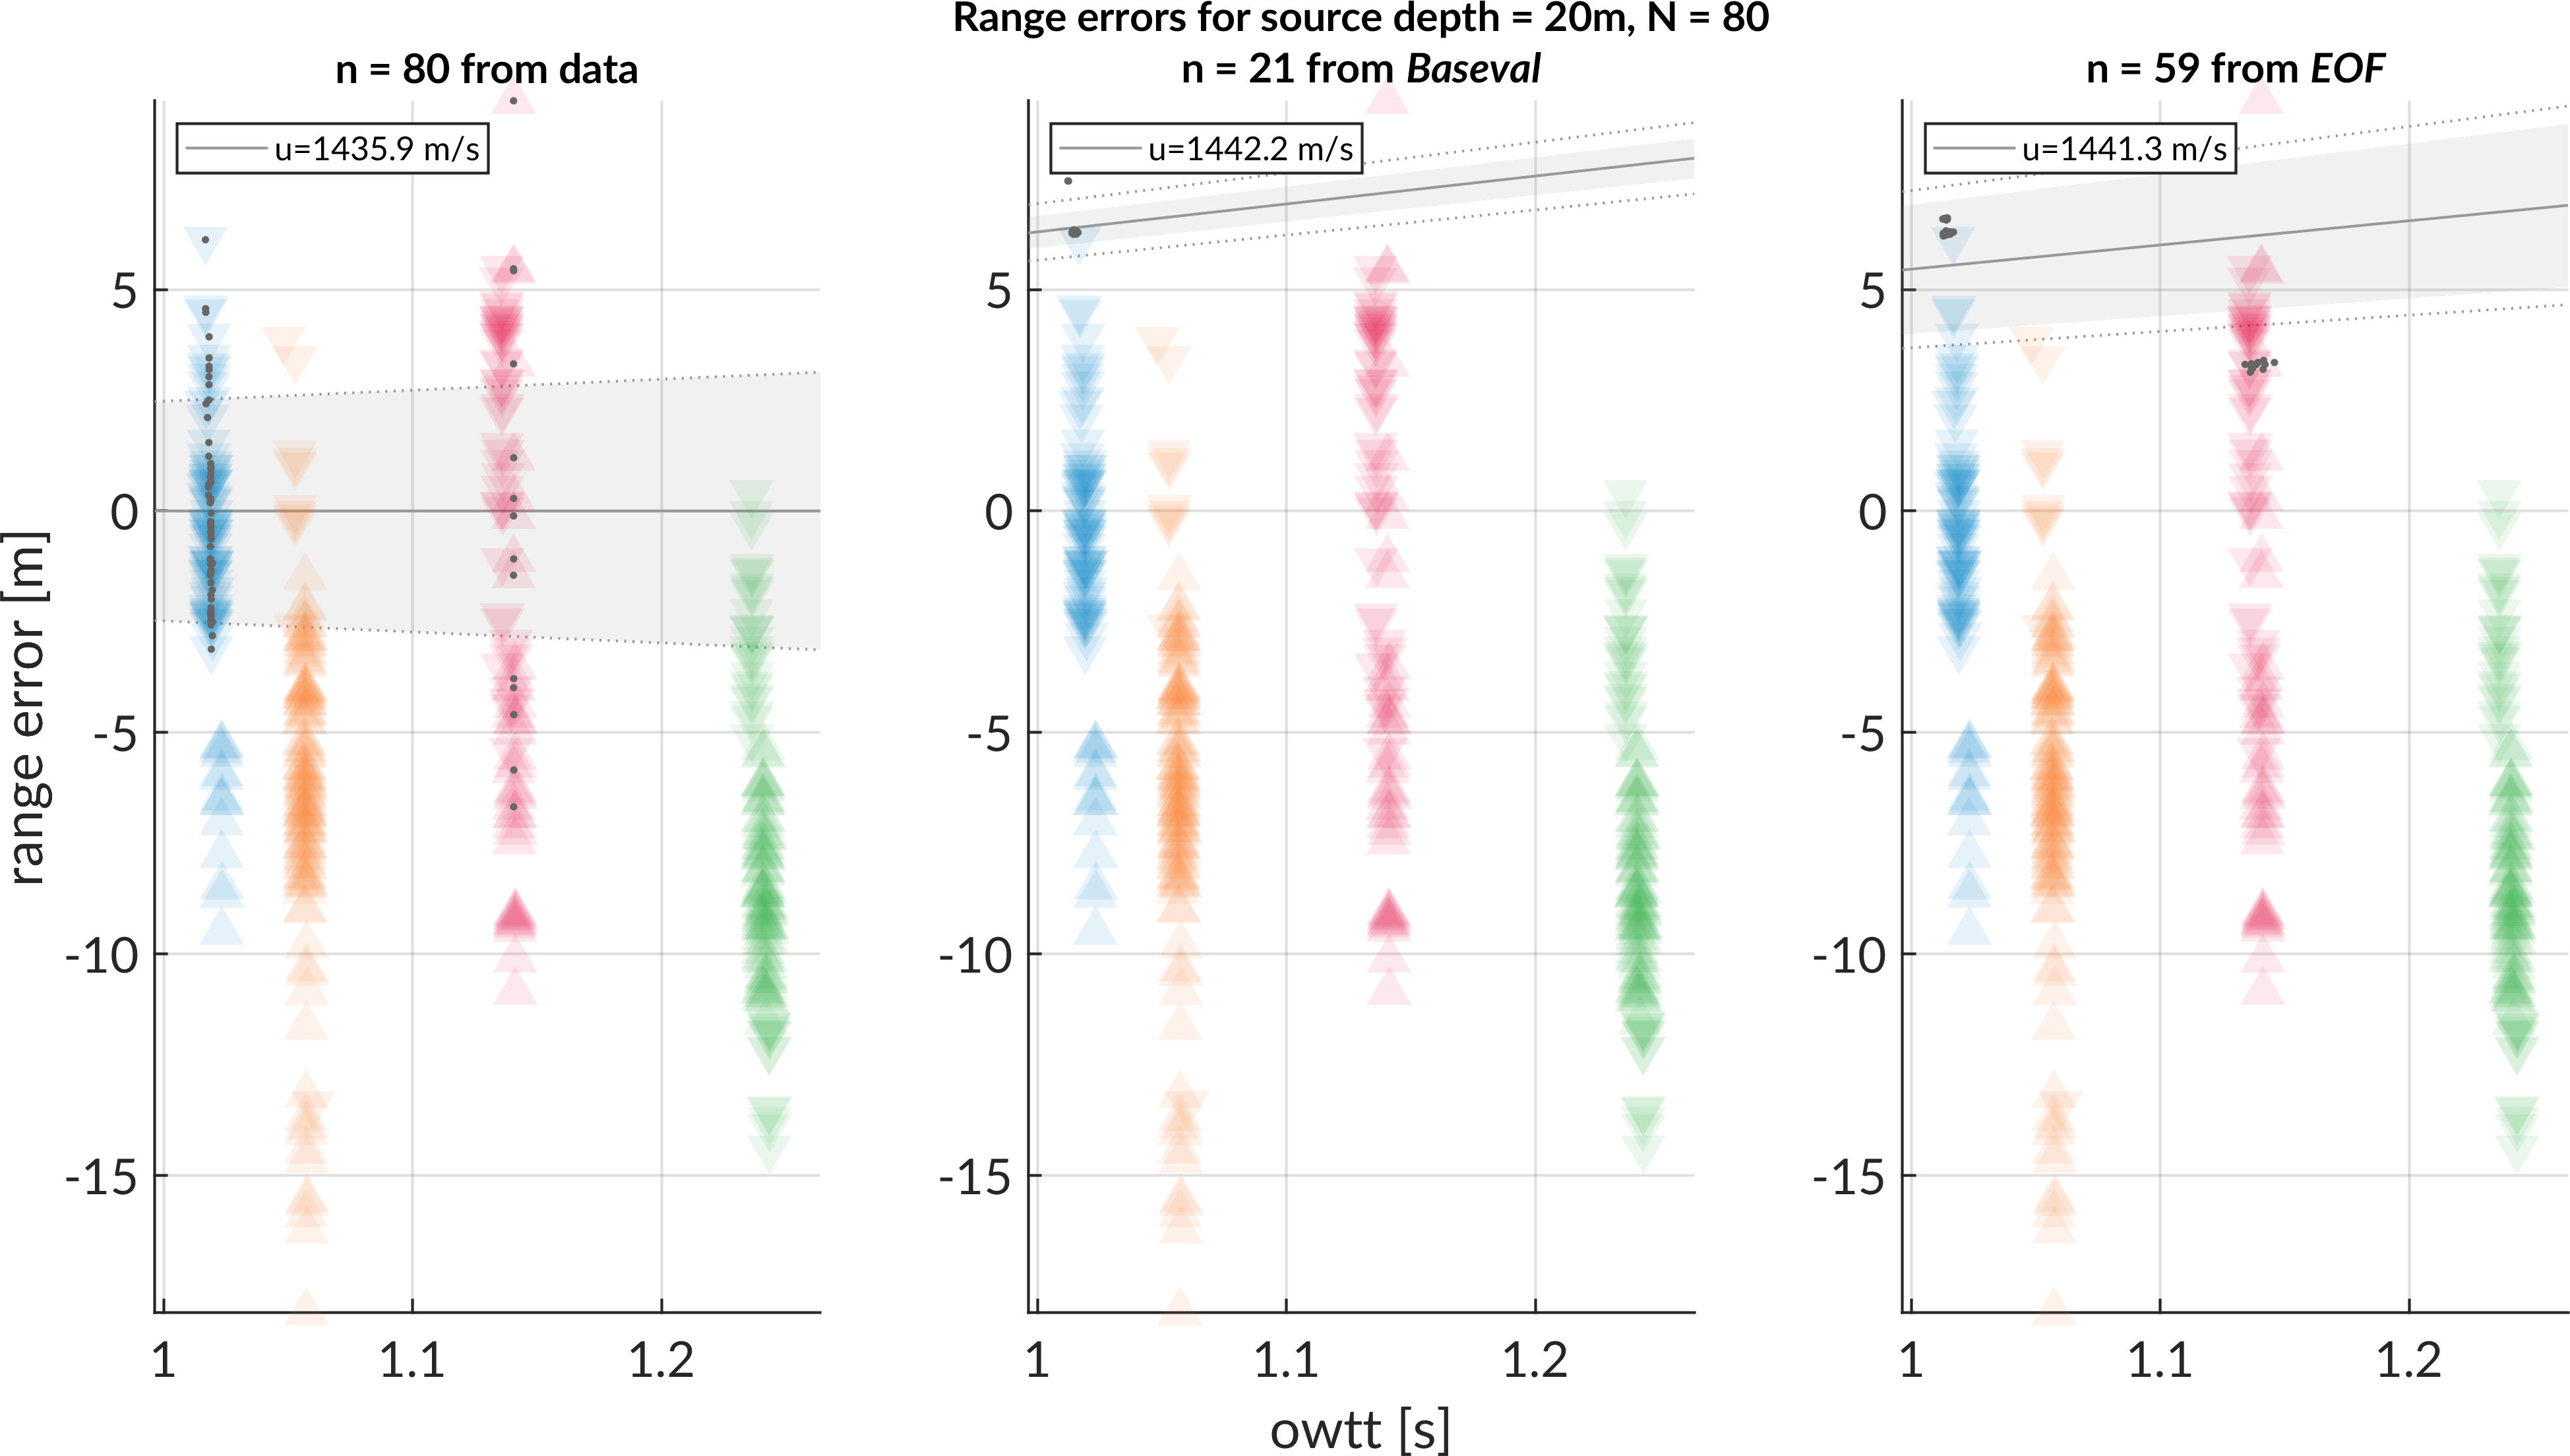 Range errors for source depth = 20m, N = 80
n = 80 from data
n = 21 from Baseval
n = 59 from EOF
u=1435.9 m/s
u=1442.2 m/s
u=1441.3 m/s
range error [m]
5
0
-5
-10
-15
1
1.1
1.2
5
0
-5
-10
-15
1
1.1
1.2
5
0
-5
-10
-15
1
1.1
1.2
owtt [s]